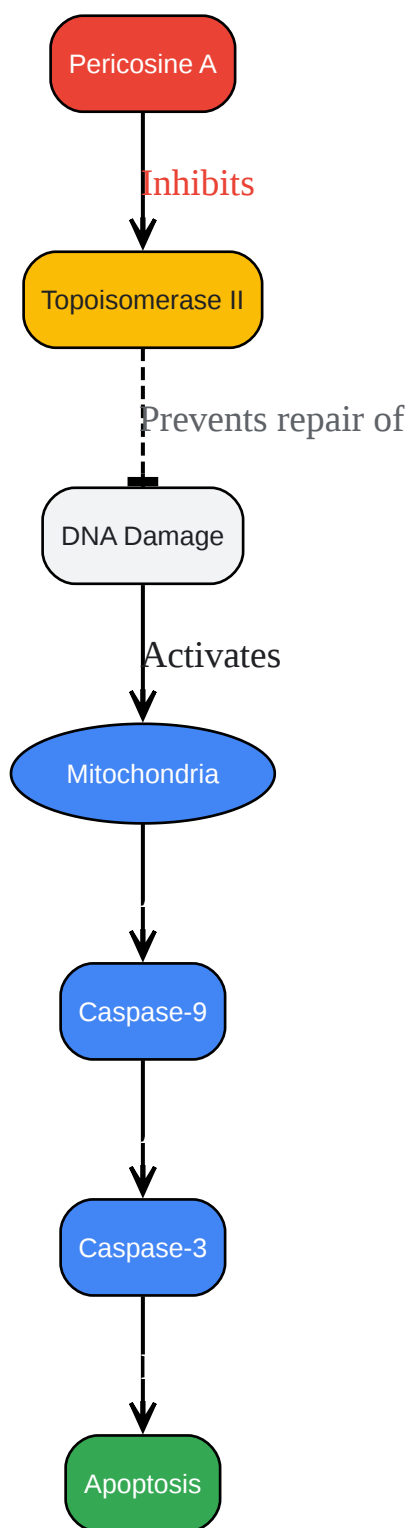 Pericosine A
Inhibits
Topoisomerase II
Prevents repair of
DNA Damage
Activates
Mitochondria
Caspase-9
Caspase-3
Apoptosis